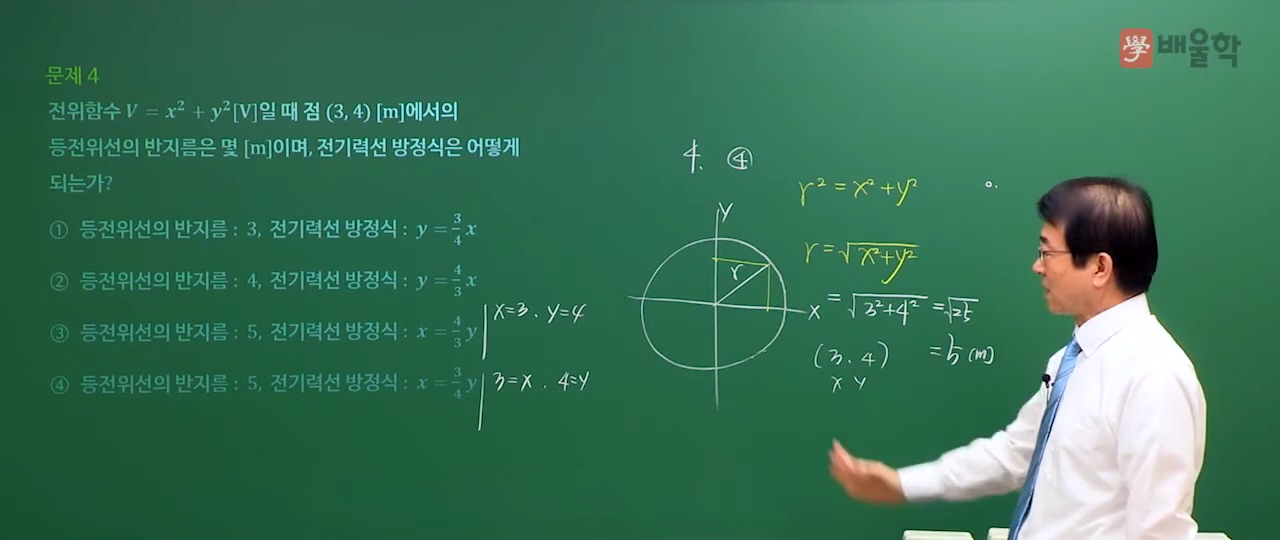 學 배울학
문제 4
전위함수 V = x² + y²[V]일 때 점 (3, 4) [m]에서의
등전위선의 반지름은 몇 [m]이며, 전기력선 방정식은 어떻게
되는가?
① 등전위선의 반지름 : 3, 전기력선 방정식 : y = 3/4 x
② 등전위선의 반지름 : 4, 전기력선 방정식 : y = 4/3 x
③ 등전위선의 반지름 : 5, 전기력선 방정식 : x = 4/3 y
④ 등전위선의 반지름 : 5, 전기력선 방정식 : x = 3/4 y
x=3. y=4
3=x. 4=y
4. ④
Y
r
x
r² = x²+y²
r = √x²+y²
= √3²+4² = √25
= 5 [m]
(3. 4)
x y